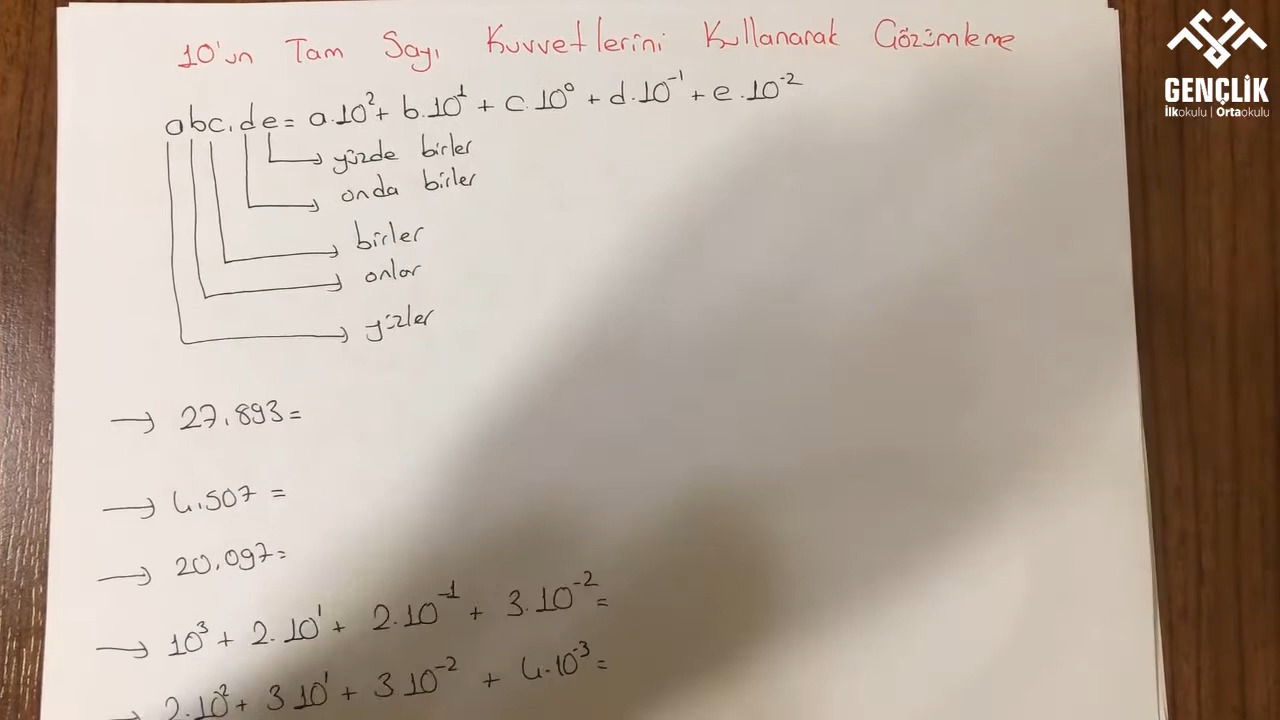 10'un Tam Sayı Kuvvetlerini Kullanarak Çözümleme
GENÇLİK
İlkokulu | Ortaokulu
abc,de= a.10²+ b.10¹ + c.10⁰ + d.10⁻¹ + e.10⁻²
yüzde birler
onda birler
birler
onlar
yüzler
→ 27,893=
→ 4,507 =
→ 20,097=
→ 10³ + 2.10¹ + 2.10⁻¹ + 3.10⁻² =
→ 2.10² + 3 10¹ + 3 10⁻² + 4.10⁻³ =